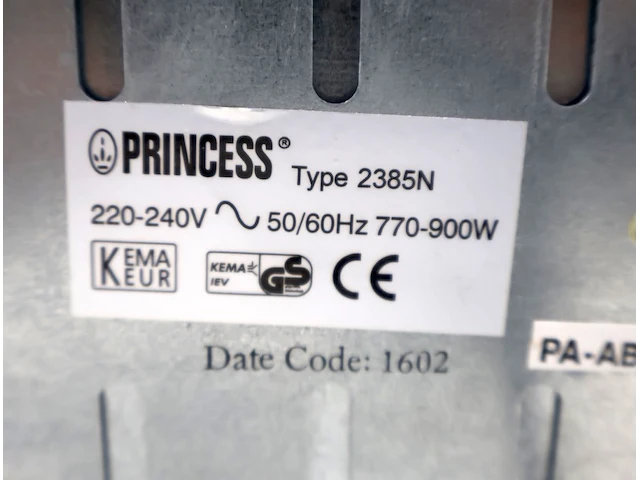 PRINCESS® Type 2385N
220-240V ~ 50/60Hz 770-900W
KEMA EUR
KEMA IEV GS CE
Date Code: 1602
PA-AB